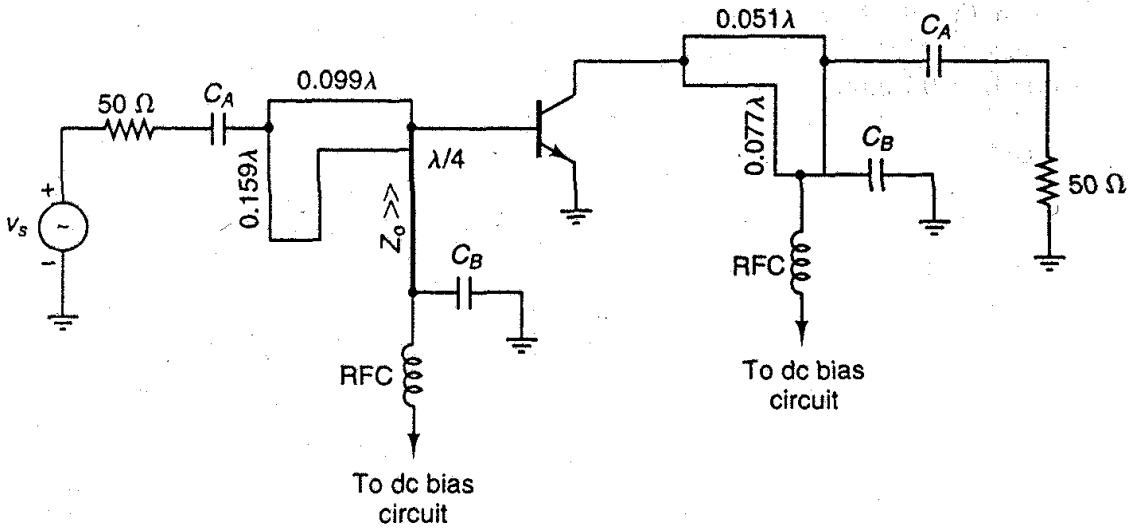 0.051λ
C_A
0.099λ
50 Ω
C_A
0.077λ
λ/4
C_B
0.159λ
50 Ω
+
v_s
~
−
Z_o >>
C_B
RFC
RFC
To dc bias
circuit
To dc bias
circuit